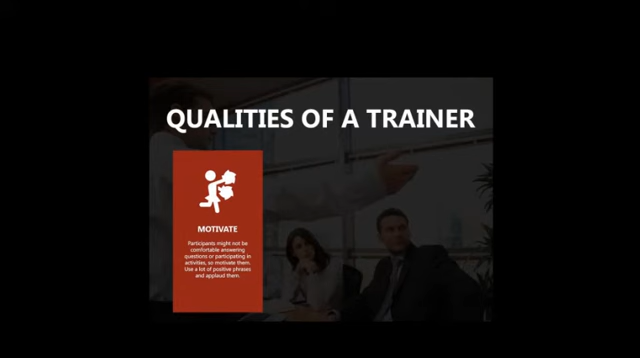 QUALITIES OF A TRAINER
MOTIVATE
Participants might not be
comfortable answering
questions or participating in
activities, so motivate them.
Use a lot of positive phrases
and applaud them.